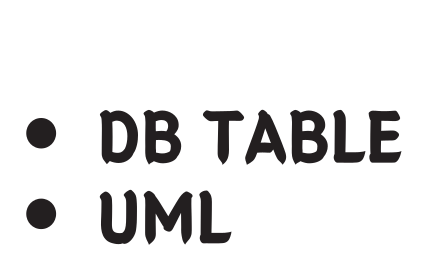 • DB TABLE
• UML